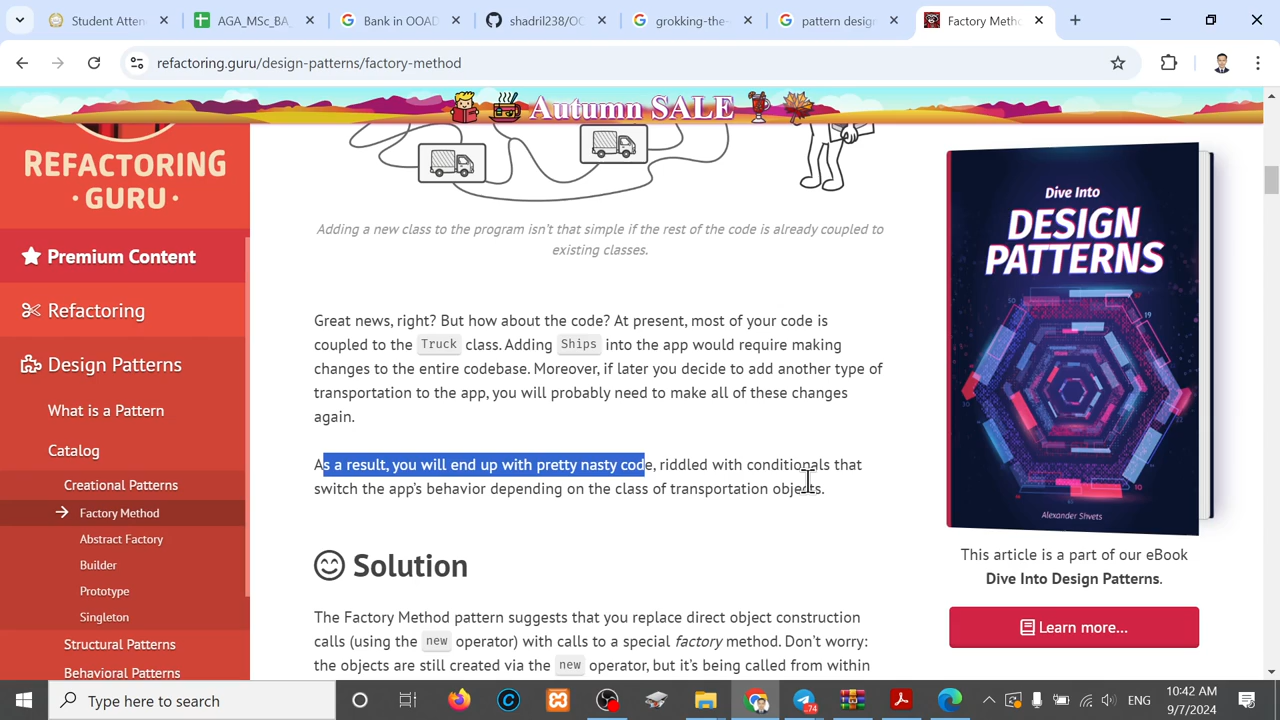 Student Atten
AGA_MSc_BA_
Bank in OOAD
shadril238/OC
grokking-the-
pattern design
Factory Meth
refactoring.guru/design-patterns/factory-method
Autumn SALE
REFACTORING
·GURU·
Premium Content
Refactoring
Design Patterns
What is a Pattern
Catalog
Creational Patterns
Factory Method
Abstract Factory
Builder
Prototype
Singleton
Structural Patterns
Behavioral Patterns
Adding a new class to the program isn't that simple if the rest of the code is already coupled to
existing classes.
Great news, right? But how about the code? At present, most of your code is
coupled to the Truck class. Adding Ships into the app would require making
changes to the entire codebase. Moreover, if later you decide to add another type of
transportation to the app, you will probably need to make all of these changes
again.
As a result, you will end up with pretty nasty code, riddled with conditionals that
switch the app's behavior depending on the class of transportation objects.
Solution
The Factory Method pattern suggests that you replace direct object construction
calls (using the new operator) with calls to a special factory method. Don't worry:
the objects are still created via the new operator, but it's being called from within
Dive Into
DESIGN
PATTERNS
Alexander Shvets
This article is a part of our eBook
Dive Into Design Patterns.
Learn more...
Type here to search
74
ENG
10:42 AM
9/7/2024